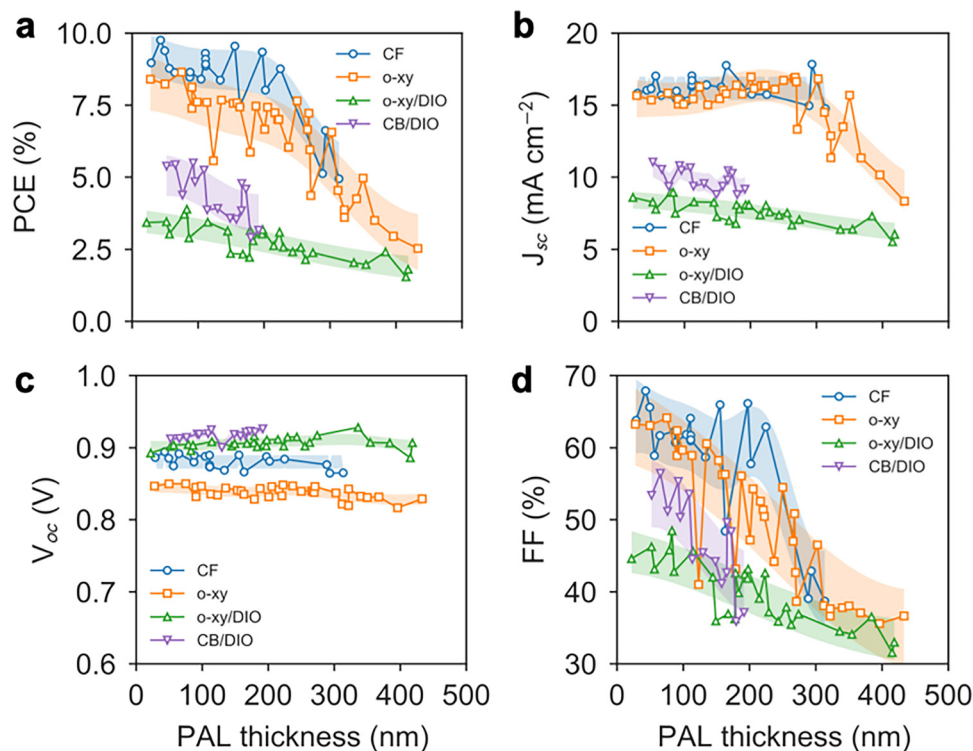 a
10.0
7.5
5.0
2.5
0.0
PCE (%)
CF
o-xy
o-xy/DIO
CB/DIO
b
20
15
10
5
0
J_sc (mA cm⁻²)
CF
o-xy
o-xy/DIO
CB/DIO
c
1.0
0.9
0.8
0.7
0.6
V_oc (V)
CF
o-xy
o-xy/DIO
CB/DIO
0 100 200 300 400 500
PAL thickness (nm)
d
70
60
50
40
30
FF (%)
CF
o-xy
o-xy/DIO
CB/DIO
0 100 200 300 400 500
PAL thickness (nm)